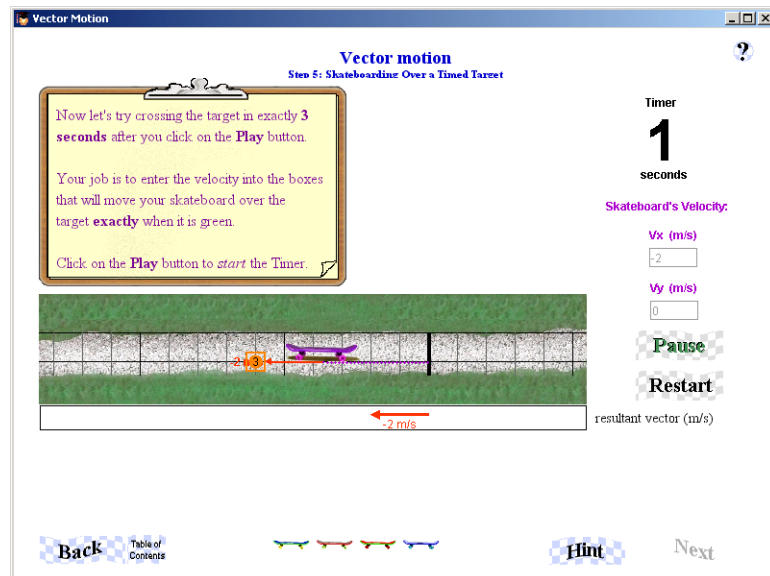 Vector Motion
Vector motion
Step 5: Skateboarding Over a Timed Target
?
Now let's try crossing the target in exactly 3
seconds after you click on the Play button.
Your job is to enter the velocity into the boxes
that will move your skateboard over the
target exactly when it is green.
Click on the Play button to start the Timer.
Timer
1
seconds
Skateboard's Velocity:
Vx (m/s)
-2
Vy (m/s)
0
Pause
Restart
3
-2 m/s
resultant vector (m/s)
Back
Table of
Contents
Hint
Next